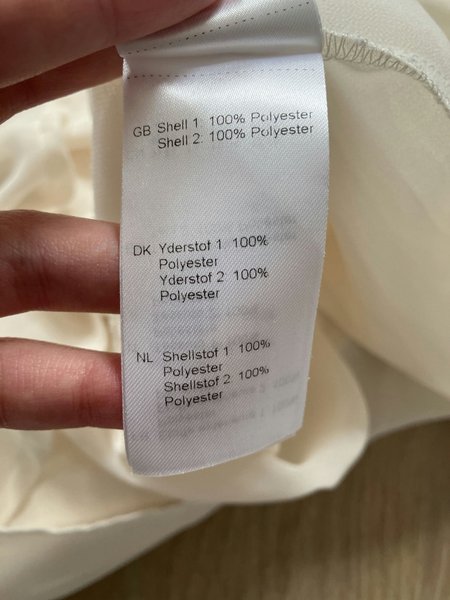 GB Shell 1: 100% Polyester
Shell 2: 100% Polyester
DK Yderstof 1: 100%
Polyester
Yderstof 2: 100%
Polyester
NL Shellstof 1: 100%
Polyester
Shellstof 2: 100%
Polyester